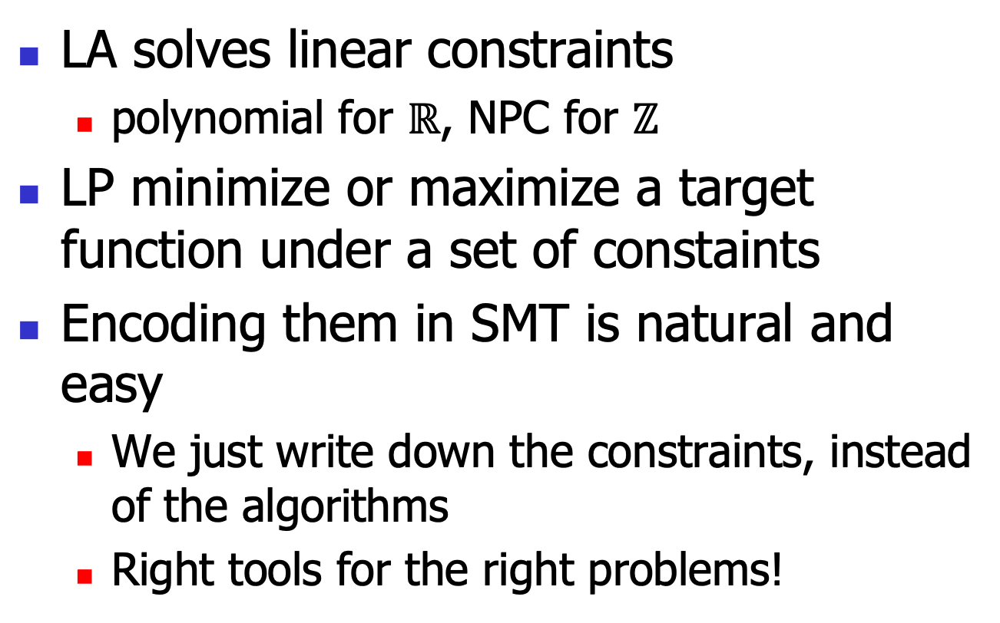 LA solves linear constraints
polynomial for ℝ, NPC for ℤ
LP minimize or maximize a target
function under a set of constaints
Encoding them in SMT is natural and
easy
We just write down the constraints, instead
of the algorithms
Right tools for the right problems!